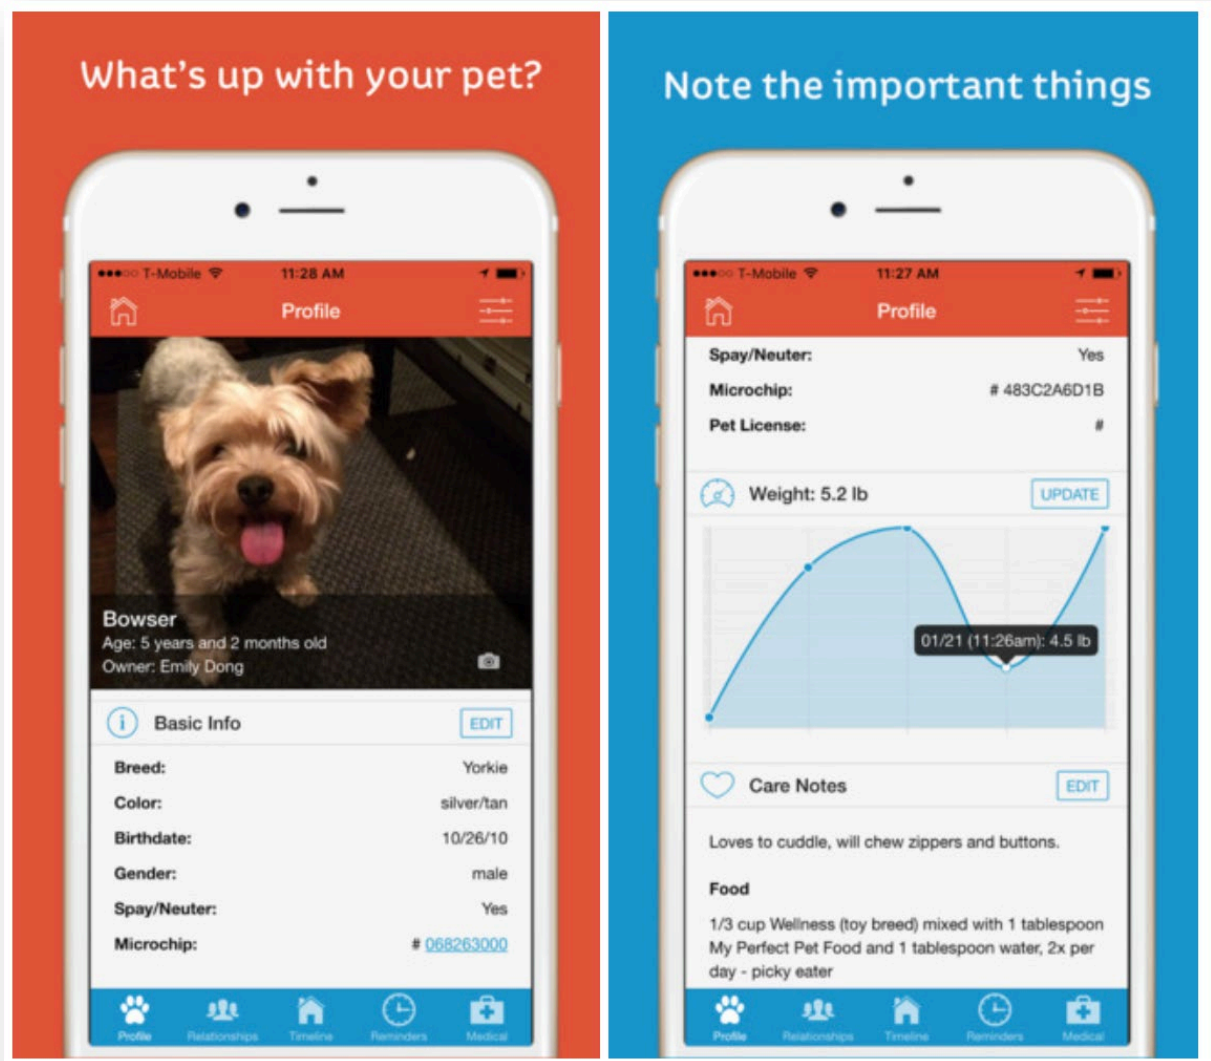 What's up with your pet?
T-Mobile 11:28 AM
Profile
Bowser
Age: 5 years and 2 months old
Owner: Emily Dong
Basic Info EDIT
Breed: Yorkie
Color: silver/tan
Birthdate: 10/26/10
Gender: male
Spay/Neuter: Yes
Microchip: # 068263000
Profile Relationships Timeline Reminders Medical
Note the important things
T-Mobile 11:27 AM
Profile
Spay/Neuter: Yes
Microchip: # 483C2A6D1B
Pet License: #
Weight: 5.2 lb UPDATE
01/21 (11:26am): 4.5 lb
Care Notes EDIT
Loves to cuddle, will chew zippers and buttons.
Food
1/3 cup Wellness (toy breed) mixed with 1 tablespoon
My Perfect Pet Food and 1 tablespoon water, 2x per
day - picky eater
Profile Relationships Timeline Reminders Medical